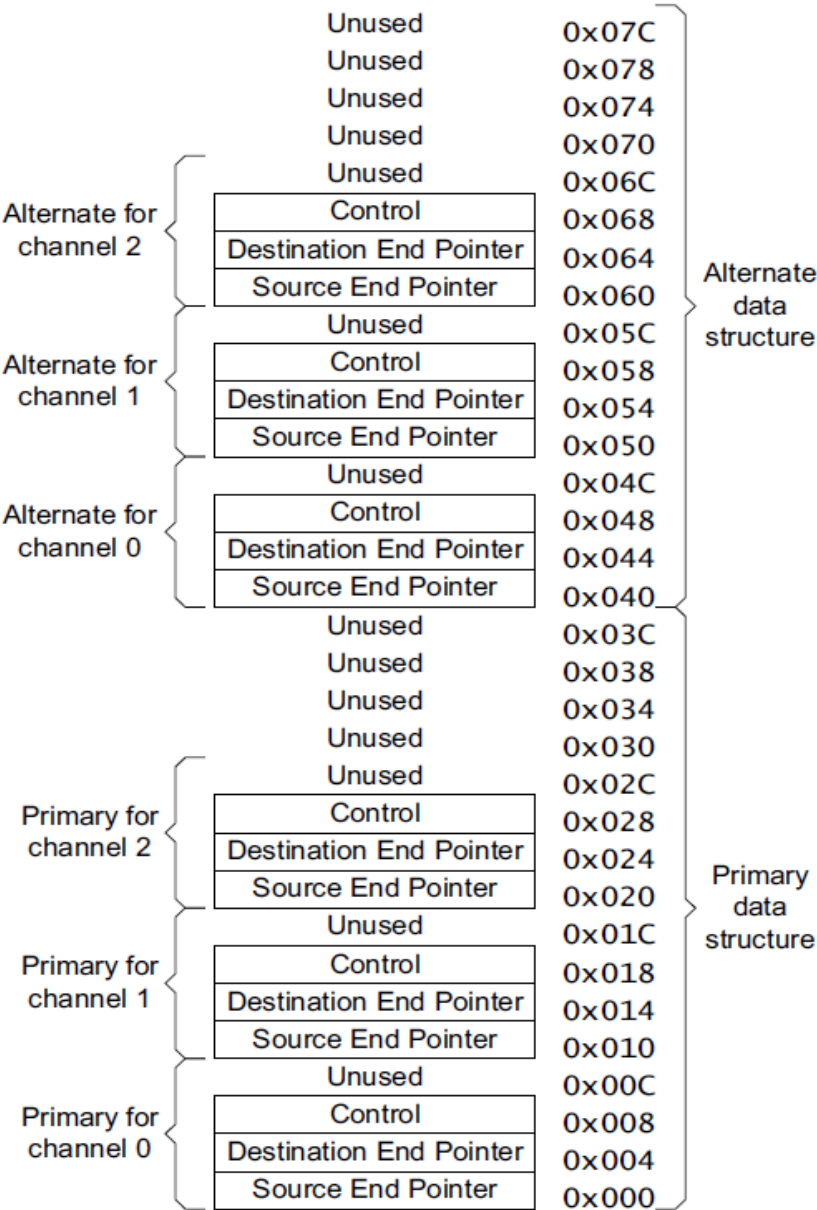 Unused 0x07C
Unused 0x078
Unused 0x074
Unused 0x070
Unused 0x06C
Alternate for
channel 2
Control 0x068
Destination End Pointer 0x064
Source End Pointer 0x060
Alternate
data
structure
Unused 0x05C
Alternate for
channel 1
Control 0x058
Destination End Pointer 0x054
Source End Pointer 0x050
Unused 0x04C
Alternate for
channel 0
Control 0x048
Destination End Pointer 0x044
Source End Pointer 0x040
Unused 0x03C
Unused 0x038
Unused 0x034
Unused 0x030
Unused 0x02C
Primary for
channel 2
Control 0x028
Destination End Pointer 0x024
Source End Pointer 0x020
Primary
data
structure
Unused 0x01C
Primary for
channel 1
Control 0x018
Destination End Pointer 0x014
Source End Pointer 0x010
Unused 0x00C
Primary for
channel 0
Control 0x008
Destination End Pointer 0x004
Source End Pointer 0x000